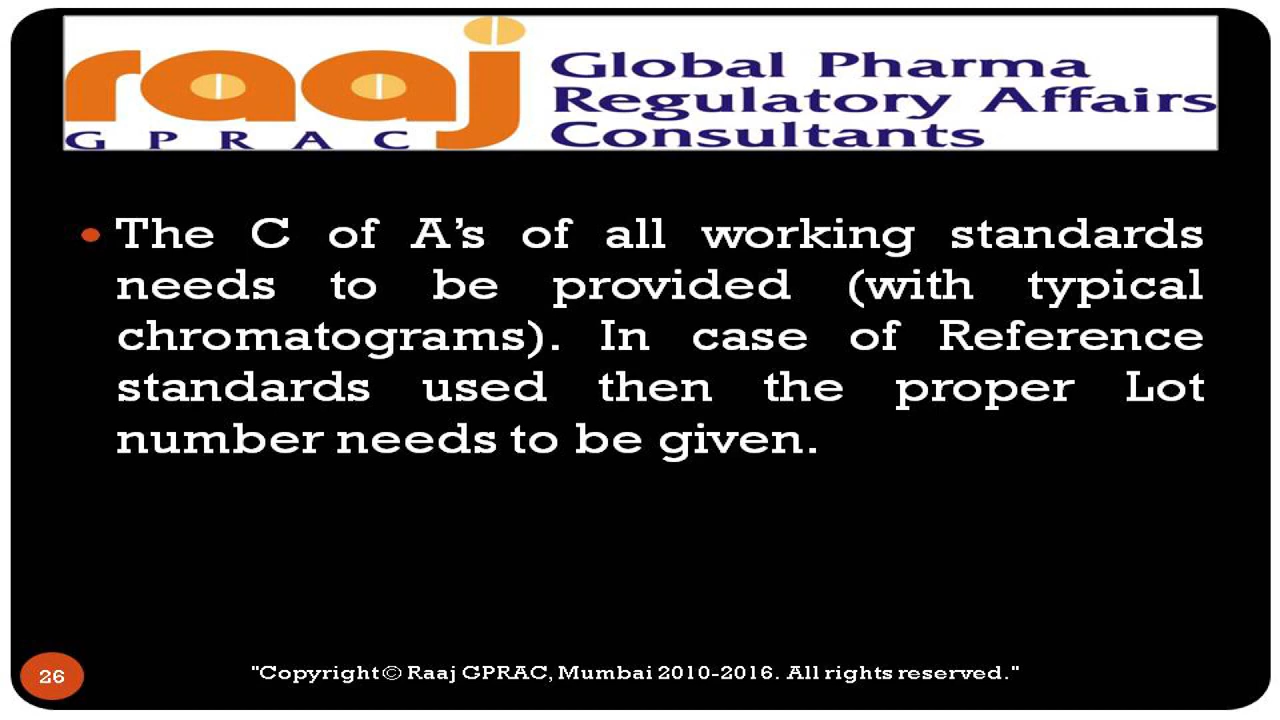 raaj
GPRAC
Global Pharma
Regulatory Affairs
Consultants
• The C of A's of all working standards
needs to be provided (with typical
chromatograms). In case of Reference
standards used then the proper Lot
number needs to be given.
26
"Copyright© Raaj GPRAC, Mumbai 2010-2016. All rights reserved."